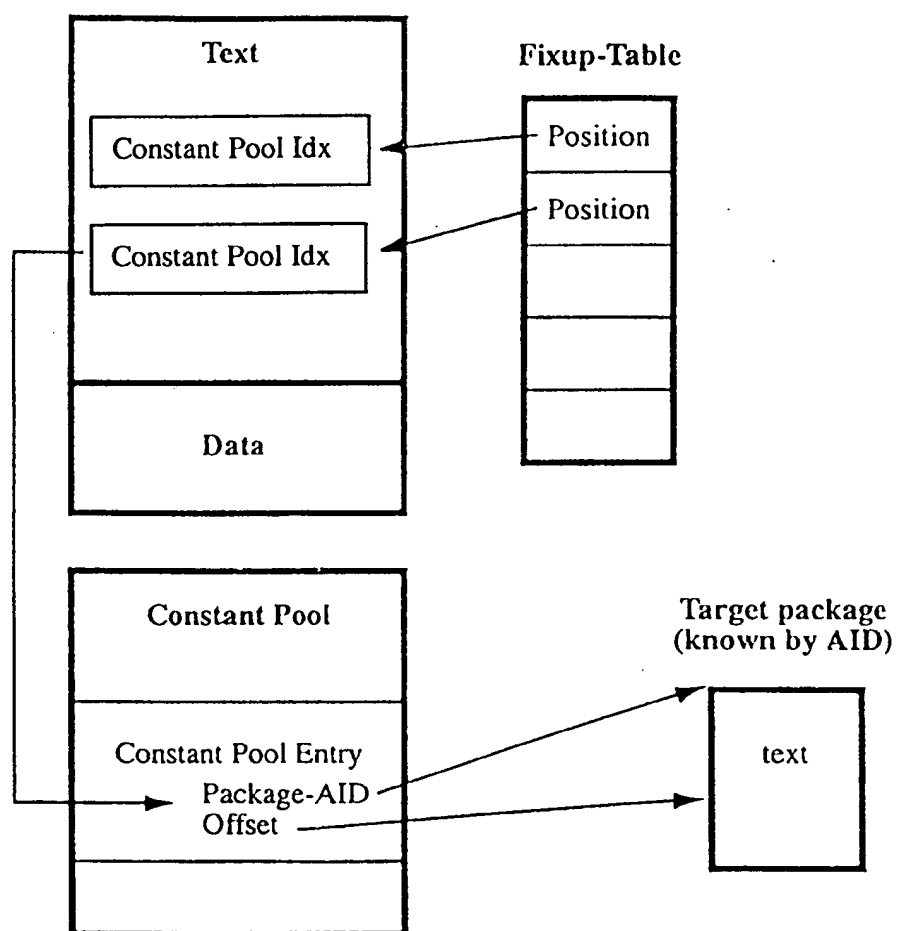 Text
Fixup-Table
Constant Pool Idx
Position
Constant Pool Idx
Position
Data
Constant Pool
Target package
(known by AID)
Constant Pool Entry
Package-AID
Offset
text